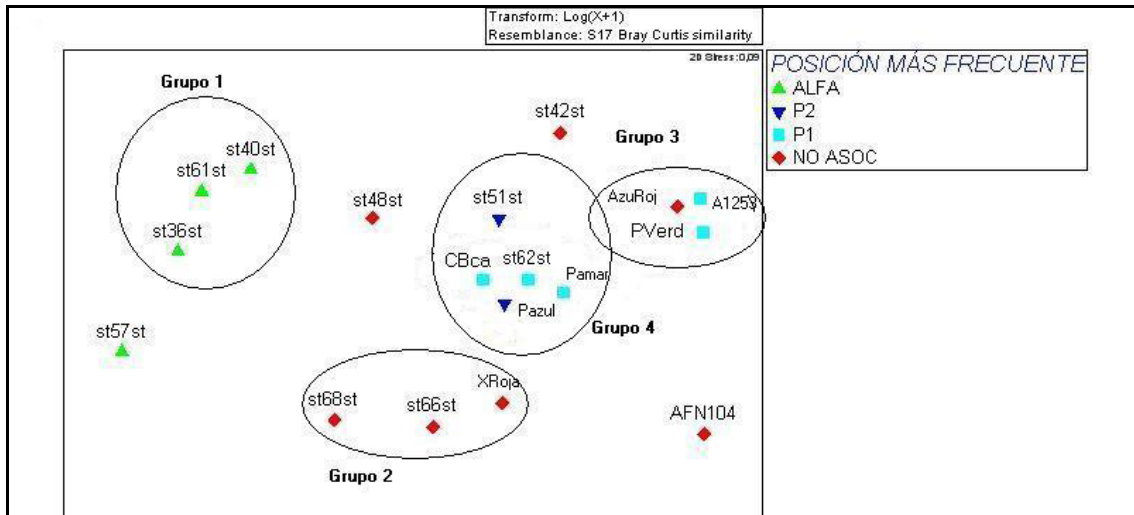 Transform: Log(X+1)
Resemblance: S17 Bray Curtis similarity
2D Stress: 0,09
POSICIÓN MÁS FRECUENTE
ALFA
P2
P1
NO ASOC
Grupo 1
st40st
st61st
st36st
st57st
st48st
st42st
Grupo 3
AzuRoj
A1253
PVerd
st51st
CBca
st62st
Pamar
Pazul
Grupo 4
XRoja
st68st
st66st
AFN104
Grupo 2